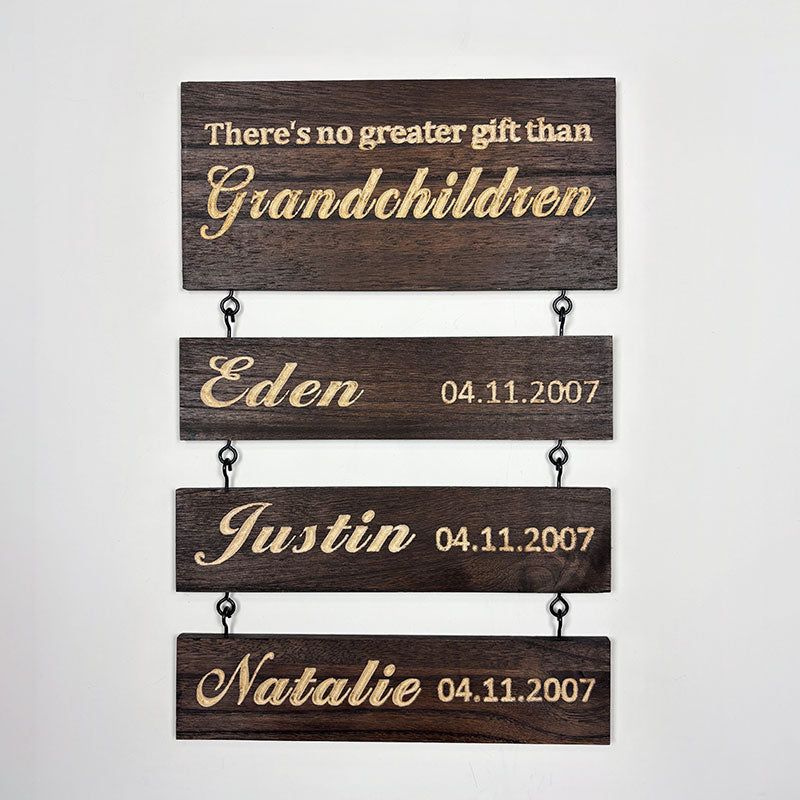 There's no greater gift than
Grandchildren
Eden 04.11.2007
Justin 04.11.2007
Natalie 04.11.2007